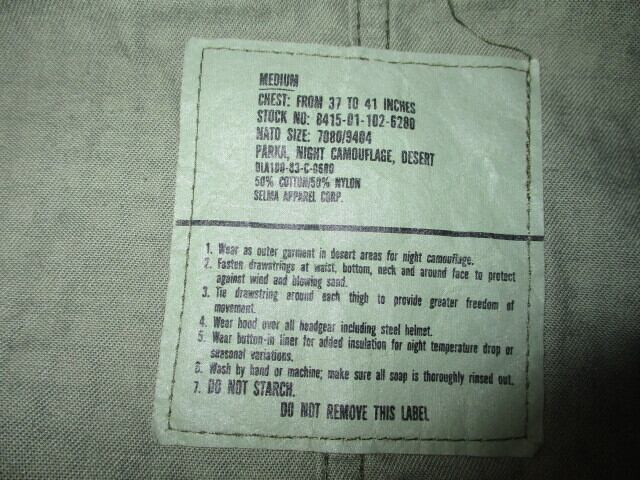 MEDIUM
CHEST: FROM 37 TO 41 INCHES
STOCK NO: 8415-01-102-6280
NATO SIZE: 7080/9404
PARKA, NIGHT CAMOUFLAGE, DESERT
DLA100-83-C-0680
50% COTTON/50% NYLON
SELMA APPAREL CORP.
1. Wear as outer garment in desert areas for night camouflage.
2. Fasten drawstrings at waist, bottom, neck and around face to protect
against wind and blowing sand.
3. Tie drawstring around each thigh to provide greater freedom of
movement.
4. Wear hood over all headgear including steel helmet.
5. Wear button-in liner for added insulation for night temperature drop or
seasonal variations.
6. Wash by hand or machine; make sure all soap is thoroughly rinsed out.
7. DO NOT STARCH.
DO NOT REMOVE THIS LABEL